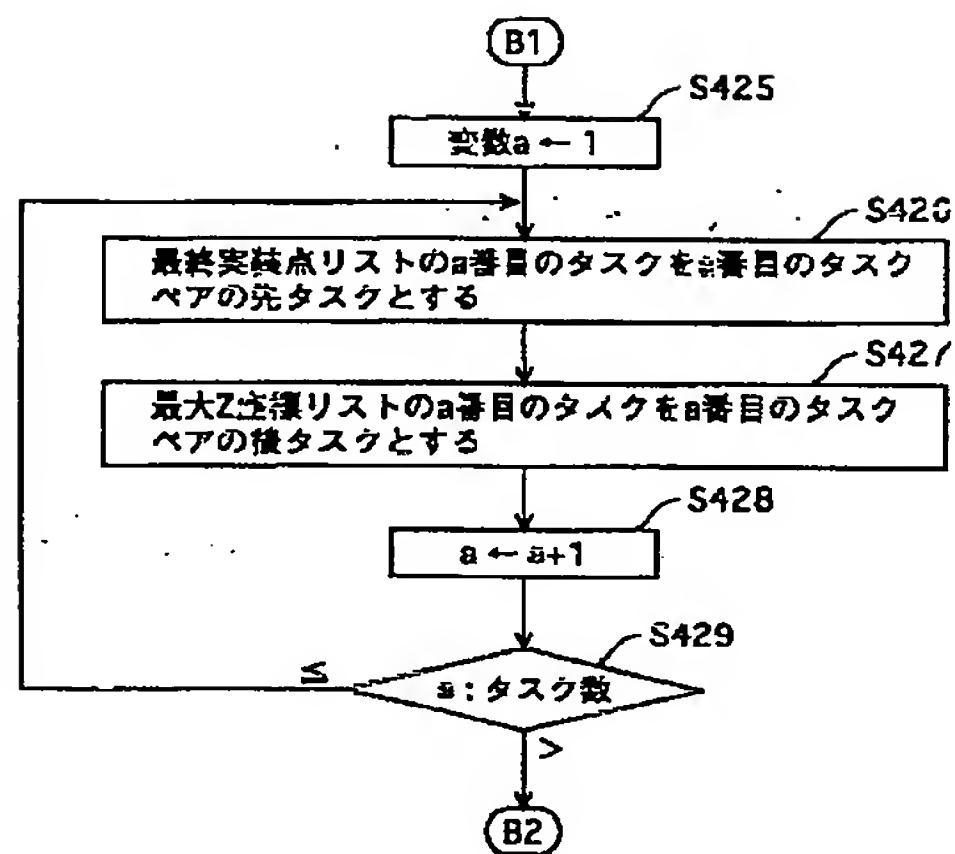 B1
S425
変数a ← 1
S426
最終実装点リストのa番目のタスクをa番目のタスク
ペアの先タスクとする
S427
最大Z座標リストのa番目のタスクをa番目のタスク
ペアの後タスクとする
S428
a ← a+1
S429
≤
a:タスク数
>
B2